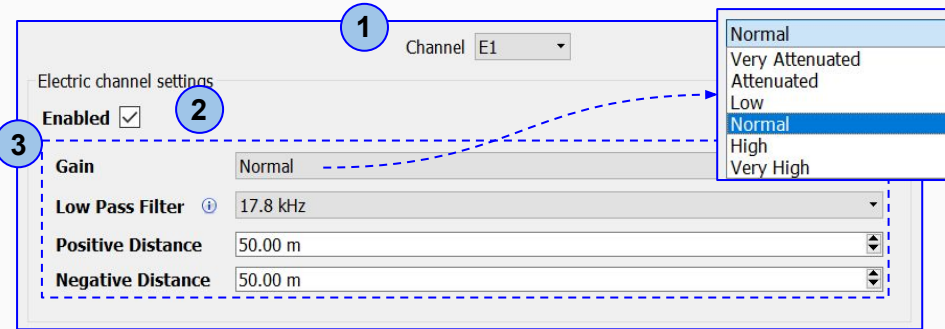 1
Channel E1
Electric channel settings
Enabled
2
3
Gain Normal
Low Pass Filter 17.8 kHz
Positive Distance 50.00 m
Negative Distance 50.00 m
Normal
Very Attenuated
Attenuated
Low
Normal
High
Very High